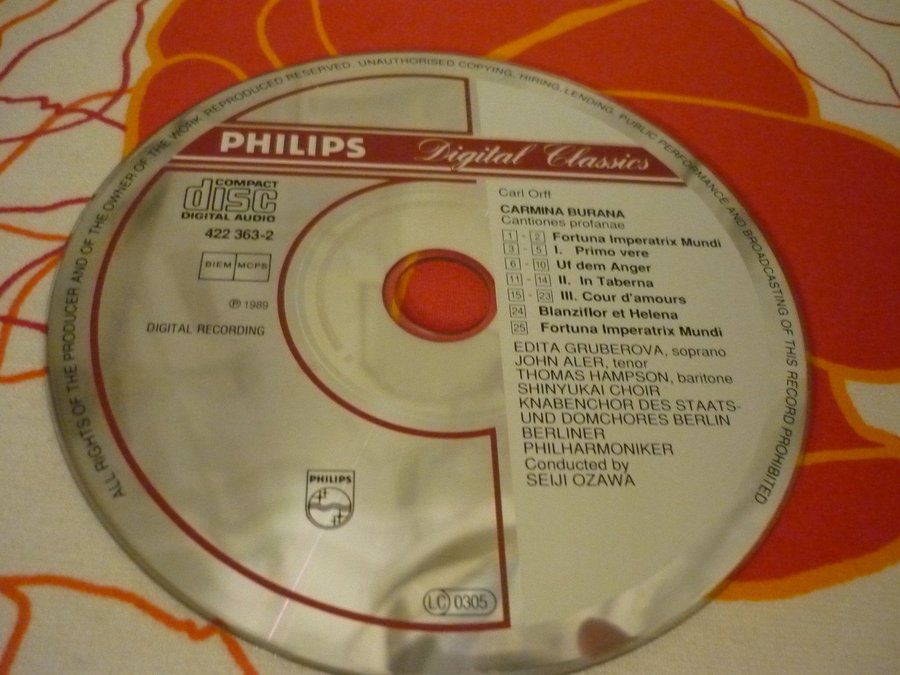 ALL RIGHTS OF THE PRODUCER AND OF THE OWNER OF THE WORK REPRODUCED RESERVED. UNAUTHORISED COPYING, HIRING, LENDING, PUBLIC PERFORMANCE AND BROADCASTING OF THIS RECORD PROHIBITED
PHILIPS Digital Classics
COMPACT
disc
DIGITAL AUDIO
422 363-2
BIEM MCPS
℗ 1989
DIGITAL RECORDING
Carl Orff
CARMINA BURANA
Cantiones profanae
1 - 2 Fortuna Imperatrix Mundi
3 - 5 I. Primo vere
6 - 10 Uf dem Anger
11 - 14 II. In Taberna
15 - 23 III. Cour d'amours
24 Blanziflor et Helena
25 Fortuna Imperatrix Mundi
EDITA GRUBEROVA, soprano
JOHN ALER, tenor
THOMAS HAMPSON, baritone
SHINYUKAI CHOIR
KNABENCHOR DES STAATS-
UND DOMCHORES BERLIN
BERLINER
PHILHARMONIKER
Conducted by
SEIJI OZAWA
PHILIPS
LC 0305